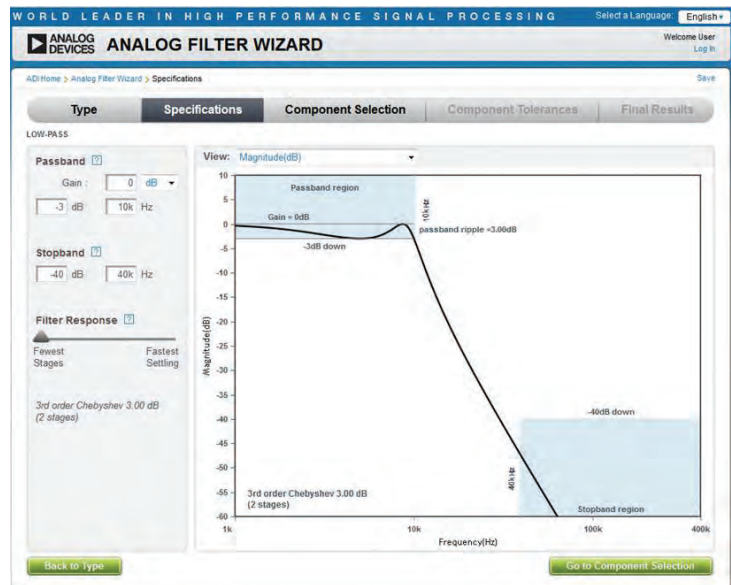 WORLD LEADER IN HIGH PERFORMANCE SIGNAL PROCESSING
Select a Language: English
ANALOG DEVICES
ANALOG FILTER WIZARD
Welcome User
Log In
ADI Home > Analog Filter Wizard > Specifications
Save
Type
Specifications
Component Selection
Component Tolerances
Final Results
LOW-PASS
Passband ?
Gain : 0 dB
-3 dB 10k Hz
Stopband ?
-40 dB 40k Hz
Filter Response ?
Fewest Stages
Fastest Settling
3rd order Chebyshev 3.00 dB
(2 stages)
View: Magnitude(dB)
10
5
0
-5
-10
-15
-20
-25
-30
-35
-40
-45
-50
-55
-60
Magnitude(dB)
Passband region
10kHz
Gain = 0dB
passband ripple =3.00dB
-3dB down
-40dB down
40kHz
Stopband region
3rd order Chebyshev 3.00 dB
(2 stages)
1k
10k
100k
400k
Frequency(Hz)
Back to Type
Go to Component Selection